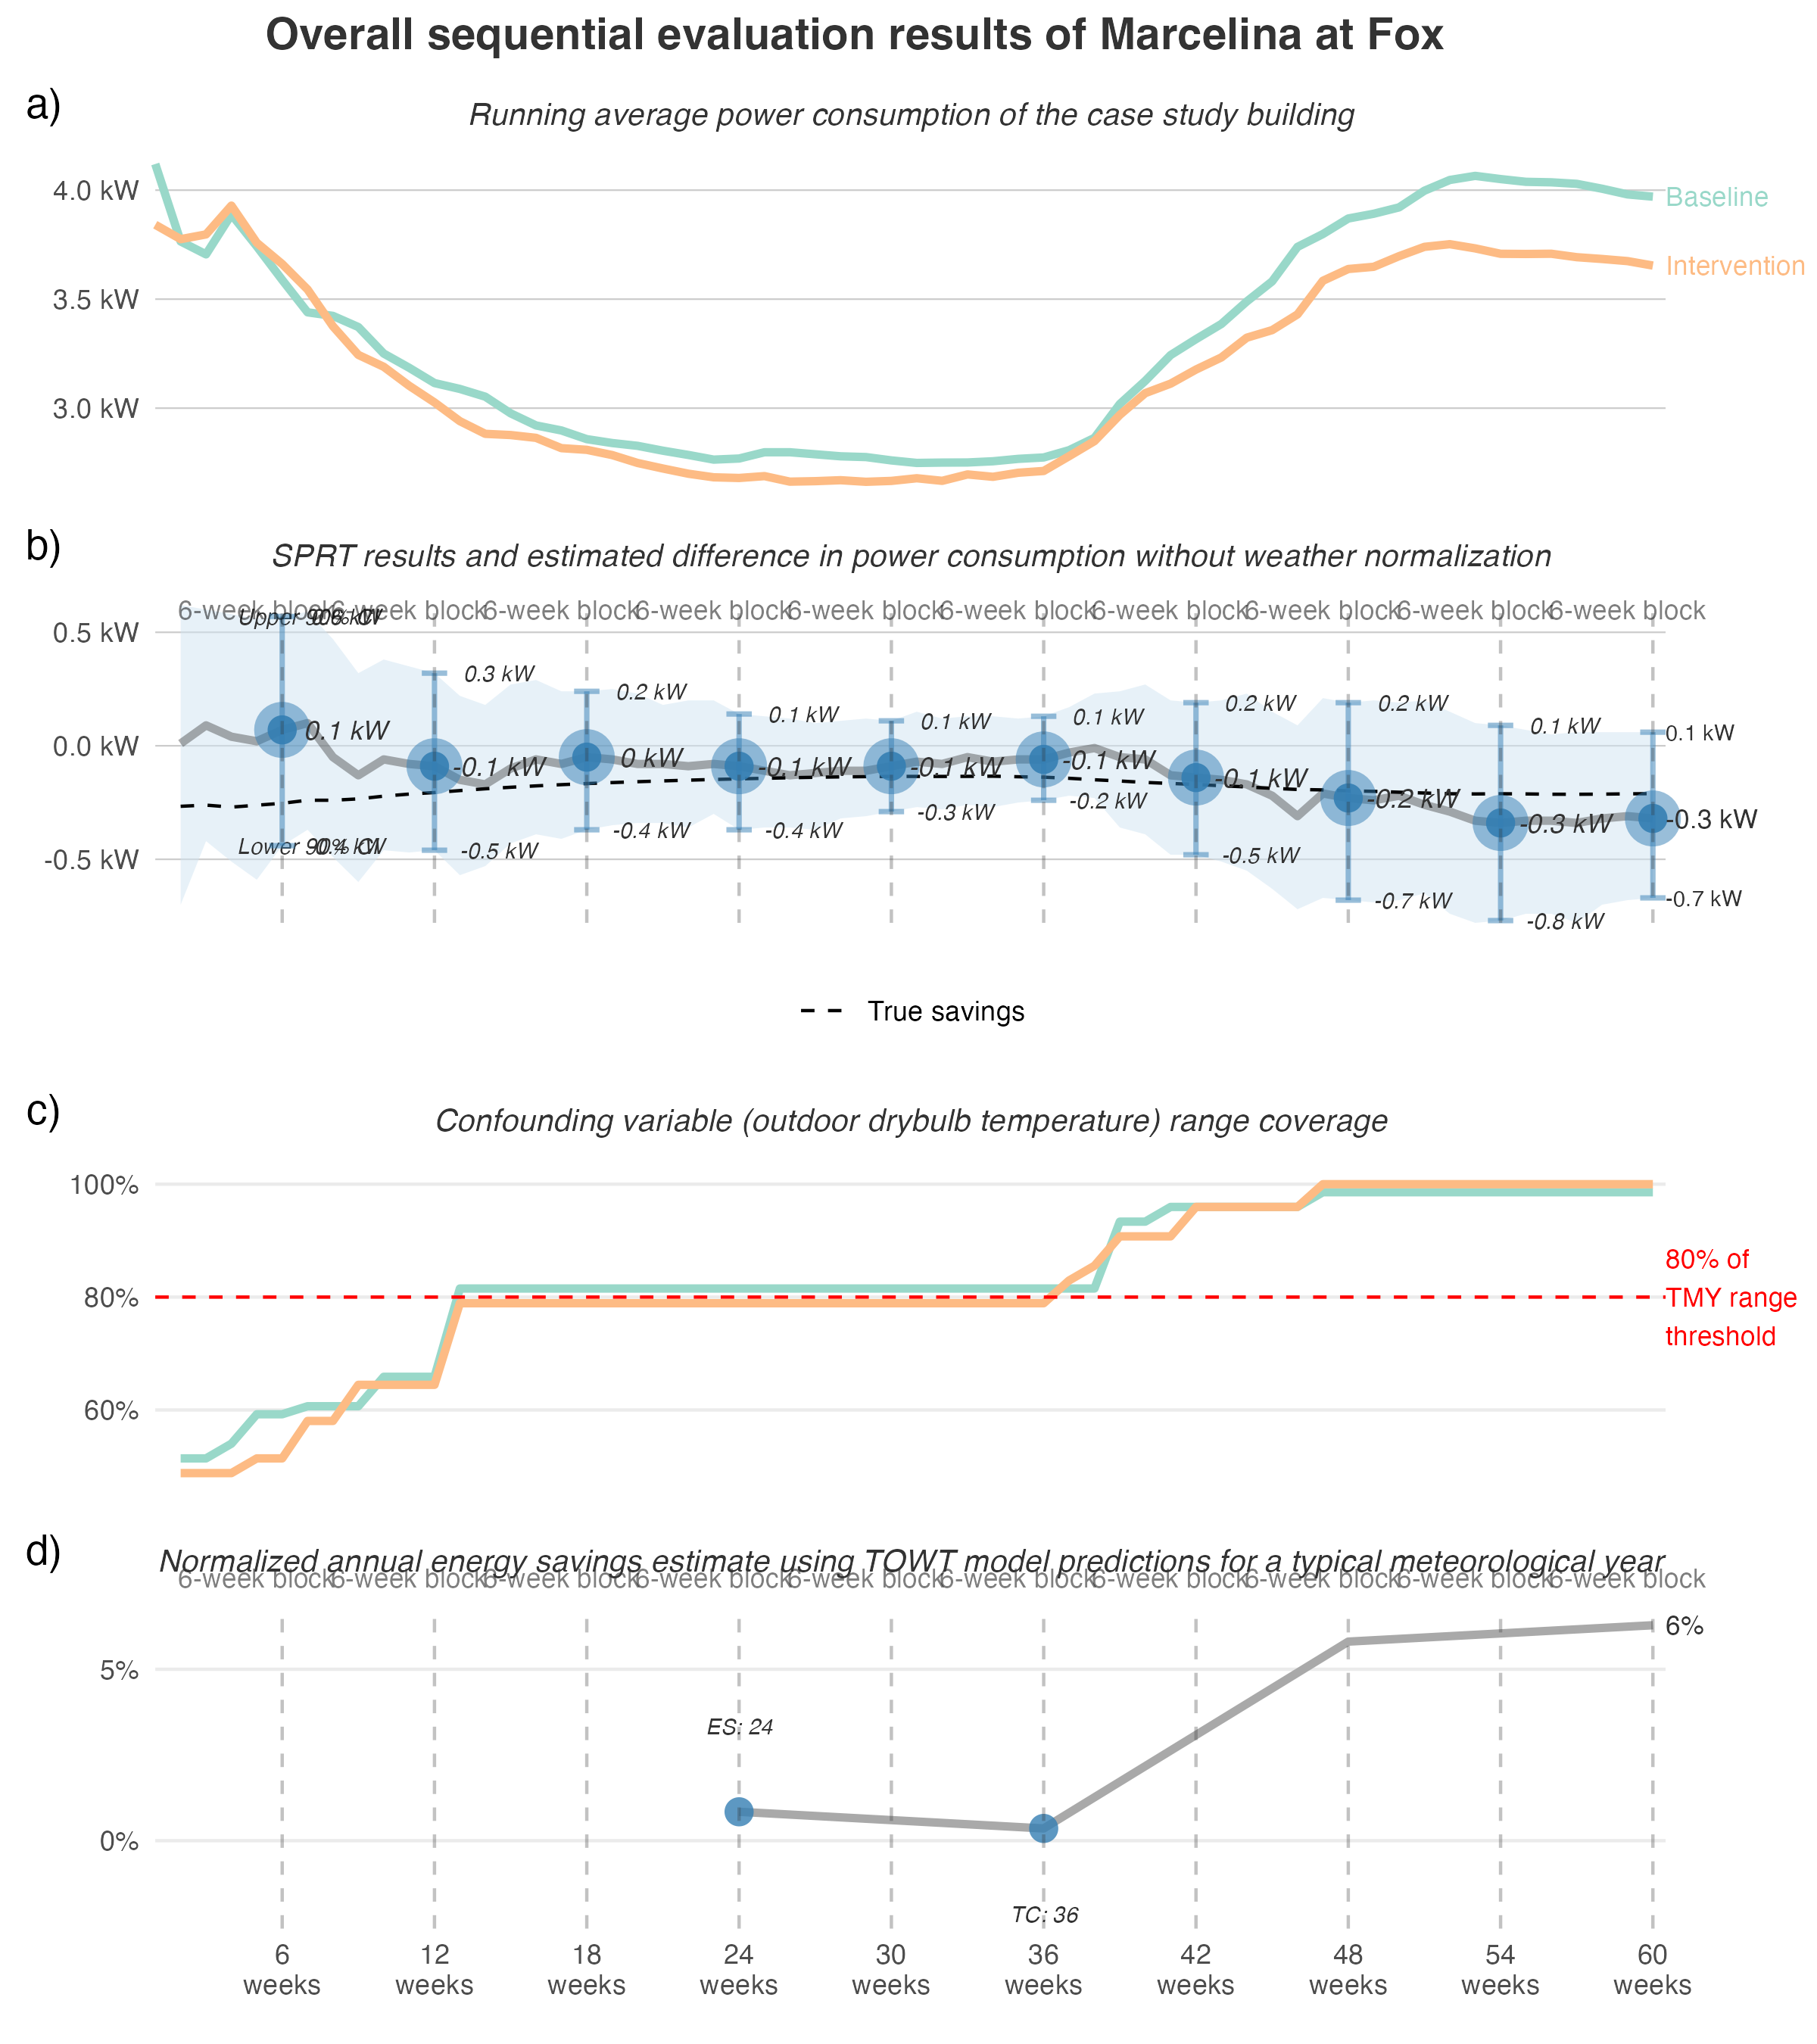 Overall sequential evaluation results of Marcelina at Fox
a)
Running average power consumption of the case study building
4.0 kW
3.5 kW
3.0 kW
Baseline
Intervention
b)
SPRT results and estimated difference in power consumption without weather normalization
6-week block 6-week block 6-week block 6-week block 6-week block 6-week block 6-week block 6-week block 6-week block 6-week block
Upper 90% CI 0.6 kW
0.5 kW
0.3 kW
0.2 kW
0.1 kW
0.1 kW
0.1 kW
0.2 kW
0.2 kW
0.1 kW
0.1 kW
0.0 kW
0.1 kW
-0.1 kW
0 kW
-0.1 kW
-0.1 kW
-0.1 kW
-0.1 kW
-0.2 kW
-0.3 kW
-0.3 kW
Lower 90% CI -0.4 kW
-0.5 kW
-0.5 kW
-0.4 kW
-0.4 kW
-0.3 kW
-0.2 kW
-0.5 kW
-0.7 kW
-0.8 kW
-0.7 kW
True savings
c)
Confounding variable (outdoor drybulb temperature) range coverage
100%
80%
60%
80% of
TMY range
threshold
d)
Normalized annual energy savings estimate using TOWT model predictions for a typical meteorological year
6-week block 6-week block 6-week block 6-week block 6-week block 6-week block 6-week block 6-week block 6-week block 6-week block
6%
5%
0%
ES: 24
TC: 36
6 12 18 24 30 36 42 48 54 60
weeks weeks weeks weeks weeks weeks weeks weeks weeks weeks